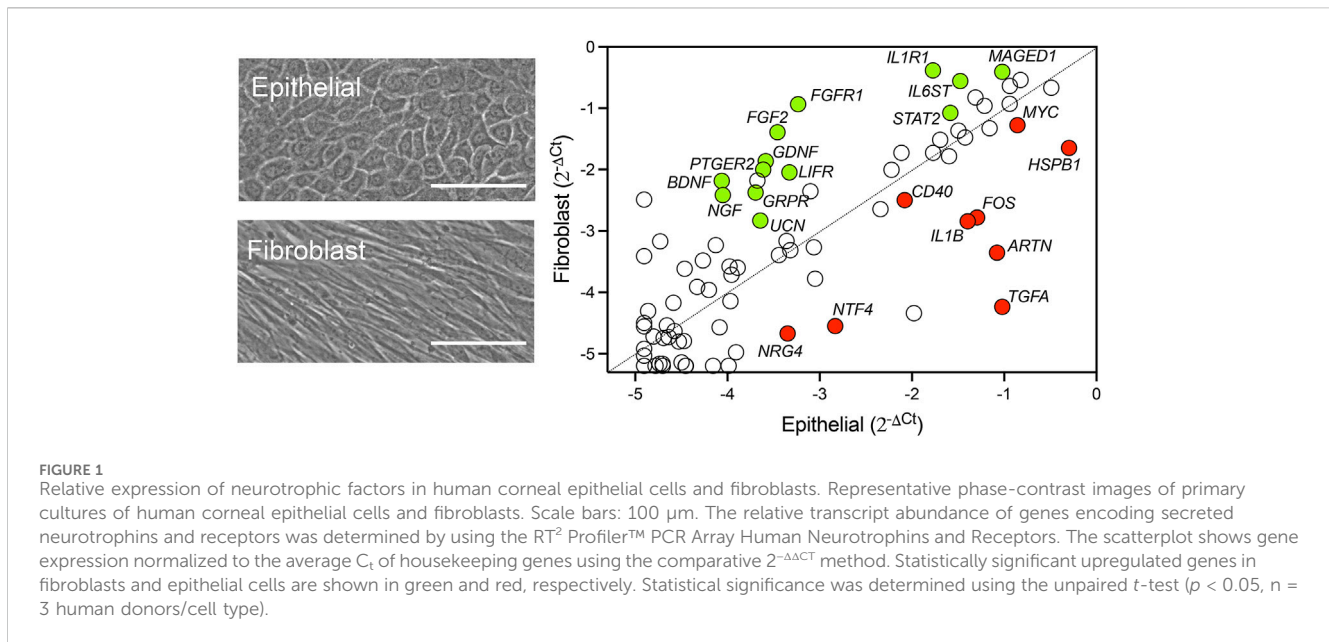 Epithelial
Fibroblast
Fibroblast (2-ΔCt)
0
-1
-2
-3
-4
-5
-5
-4
-3
-2
-1
0
Epithelial (2-ΔCt)
IL1R1
MAGED1
IL6ST
FGFR1
STAT2
MYC
FGF2
HSPB1
GDNF
PTGER2
LIFR
BDNF
GRPR
NGF
CD40
FOS
UCN
IL1B
ARTN
TGFA
NTF4
NRG4
FIGURE 1
Relative expression of neurotrophic factors in human corneal epithelial cells and fibroblasts. Representative phase-contrast images of primary
cultures of human corneal epithelial cells and fibroblasts. Scale bars: 100 µm. The relative transcript abundance of genes encoding secreted
neurotrophins and receptors was determined by using the RT² Profiler™ PCR Array Human Neurotrophins and Receptors. The scatterplot shows gene
expression normalized to the average Ct of housekeeping genes using the comparative 2−ΔΔCT method. Statistically significant upregulated genes in
fibroblasts and epithelial cells are shown in green and red, respectively. Statistical significance was determined using the unpaired t-test (p < 0.05, n =
3 human donors/cell type).